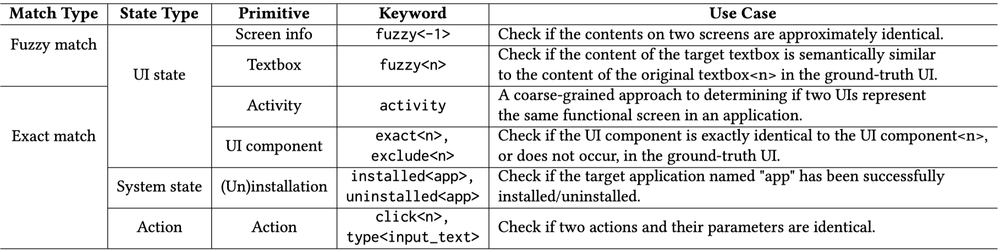 Match Type State Type Primitive Keyword Use Case
Fuzzy match UI state Screen info fuzzy<-1> Check if the contents on two screens are approximately identical.
Textbox fuzzy<n> Check if the content of the target textbox is semantically similar
to the content of the original textbox<n> in the ground-truth UI.
Exact match Activity activity A coarse-grained approach to determining if two UIs represent
the same functional screen in an application.
UI component exact<n>, Check if the UI component is exactly identical to the UI component<n>,
exclude<n> or does not occur, in the ground-truth UI.
System state (Un)installation installed<app>, Check if the target application named "app" has been successfully
uninstalled<app> installed/uninstalled.
Action Action click<n>, Check if two actions and their parameters are identical.
type<input_text>